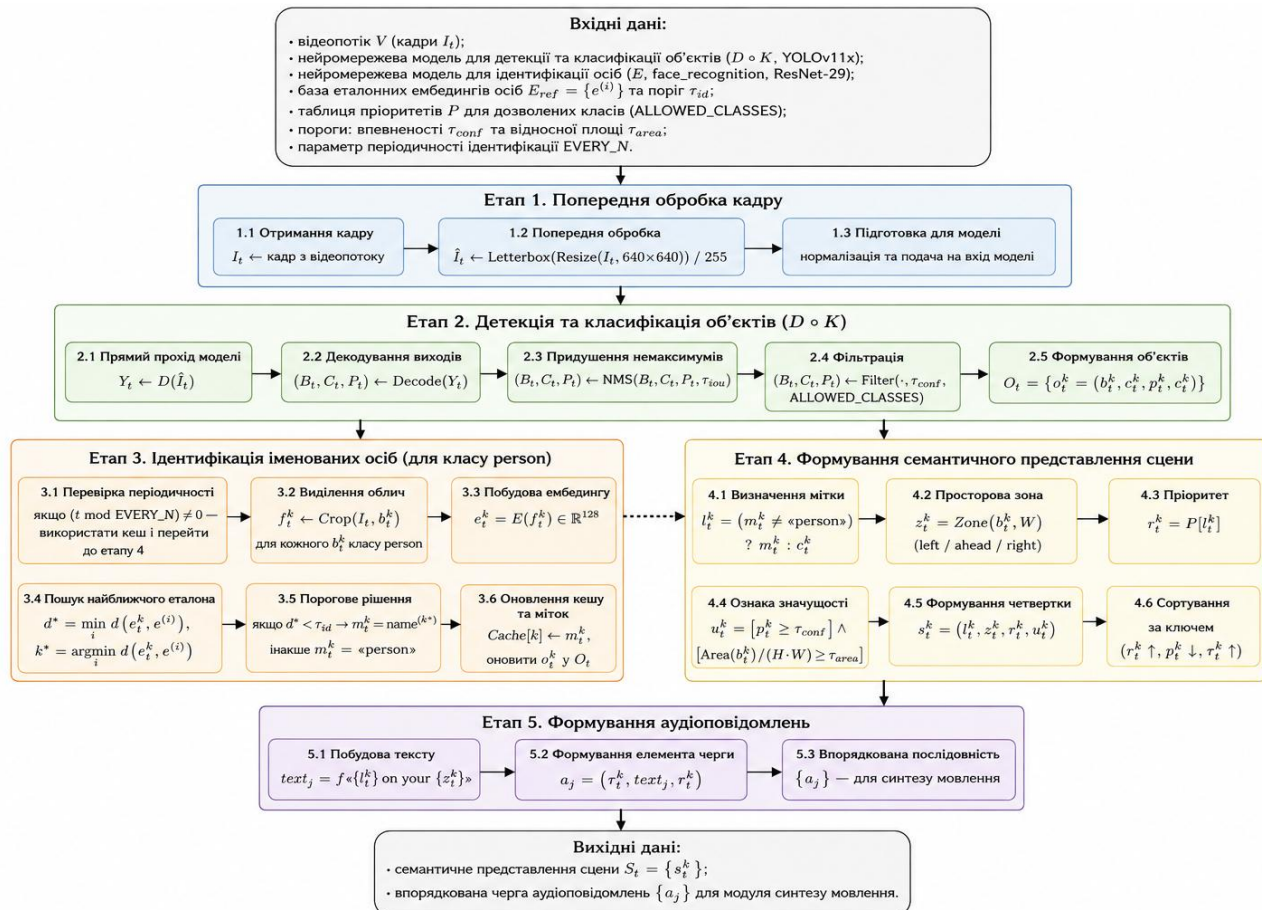 Вхідні дані:
• відеопотік V (кадри I_t);
• нейромережева модель для детекції та класифікації об’єктів (D ∘ K, YOLOv11x);
• нейромережева модель для ідентифікації осіб (E, face_recognition, ResNet-29);
• база еталонних ембедингів осіб E_ref = {e^(i)} та поріг τ_id;
• таблиця пріоритетів P для дозволених класів (ALLOWED_CLASSES);
• пороги: впевненості τ_conf та відносної площі τ_area;
• параметр періодичності ідентифікації EVERY_N.
Етап 1. Попередня обробка кадру
1.1 Отримання кадру
I_t ← кадр з відеопотоку
1.2 Попередня обробка
Î_t ← Letterbox(Resize(I_t, 640×640)) / 255
1.3 Підготовка для моделі
нормалізація та подача на вхід моделі
Етап 2. Детекція та класифікація об’єктів (D ∘ K)
2.1 Прямий прохід моделі
Y_t ← D(Î_t)
2.2 Декодування виходів
(B_t, C_t, P_t) ← Decode(Y_t)
2.3 Придушення немаксимумів
(B_t, C_t, P_t) ← NMS(B_t, C_t, P_t, τ_iou)
2.4 Фільтрація
(B_t, C_t, P_t) ← Filter(·, τ_conf,
ALLOWED_CLASSES)
2.5 Формування об’єктів
O_t = {o_t^k = (b_t^k, c_t^k, p_t^k, c_t^k)}
Етап 3. Ідентифікація іменованих осіб (для класу person)
3.1 Перевірка періодичності
якщо (t mod EVERY_N) ≠ 0 —
використати кеш і перейти
до етапу 4
3.2 Виділення облич
f_t^k ← Crop(I_t, b_t^k)
для кожного b_t^k класу person
3.3 Побудова ембедингу
e_t^k = E(f_t^k) ∈ ℝ^128
3.4 Пошук найближчого еталона
d* = min_i d(e_t^k, e^(i)),
k* = argmin_i d(e_t^k, e^(i))
3.5 Порогове рішення
якщо d* < τ_id → m_t^k = name^(k*)
інакше m_t^k = «person»
3.6 Оновлення кешу
та міток
Cache[k] ← m_t^k,
оновити o_t^k у O_t
Етап 4. Формування семантичного представлення сцени
4.1 Визначення мітки
l_t^k = (m_t^k ≠ «person»)
? m_t^k : c_t^k
4.2 Просторова зона
z_t^k = Zone(b_t^k, W)
(left / ahead / right)
4.3 Пріоритет
r_t^k = P[l_t^k]
4.4 Ознака значущості
u_t^k = [p_t^k ≥ τ_conf] ∧
[Area(b_t^k)/(H·W) ≥ τ_area]
4.5 Формування четвертки
s_t^k = (l_t^k, z_t^k, r_t^k, u_t^k)
4.6 Сортування
за ключем
(r_t^k ↑, p_t^k ↓, τ_t^k ↑)
Етап 5. Формування аудіоповідомлень
5.1 Побудова тексту
text_j = f«{l_t^k} on your {z_t^k}»
5.2 Формування елемента черги
a_j = (τ_t^k, text_j, r_t^k)
5.3 Впорядкована послідовність
{a_j} — для синтезу мовлення
Вихідні дані:
• семантичне представлення сцени S_t = {s_t^k};
• впорядкована черга аудіоповідомлень {a_j} для модуля синтезу мовлення.